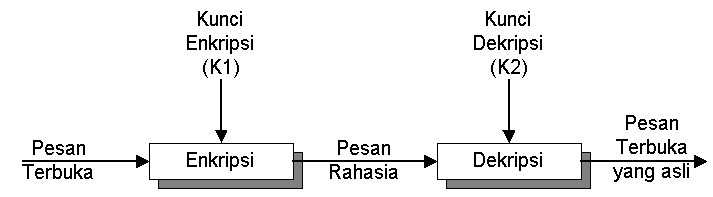 Kunci
Enkripsi
(K1)
Kunci
Dekripsi
(K2)
Pesan
Terbuka
Enkripsi
Pesan
Rahasia
Dekripsi
Pesan
Terbuka
yang asli